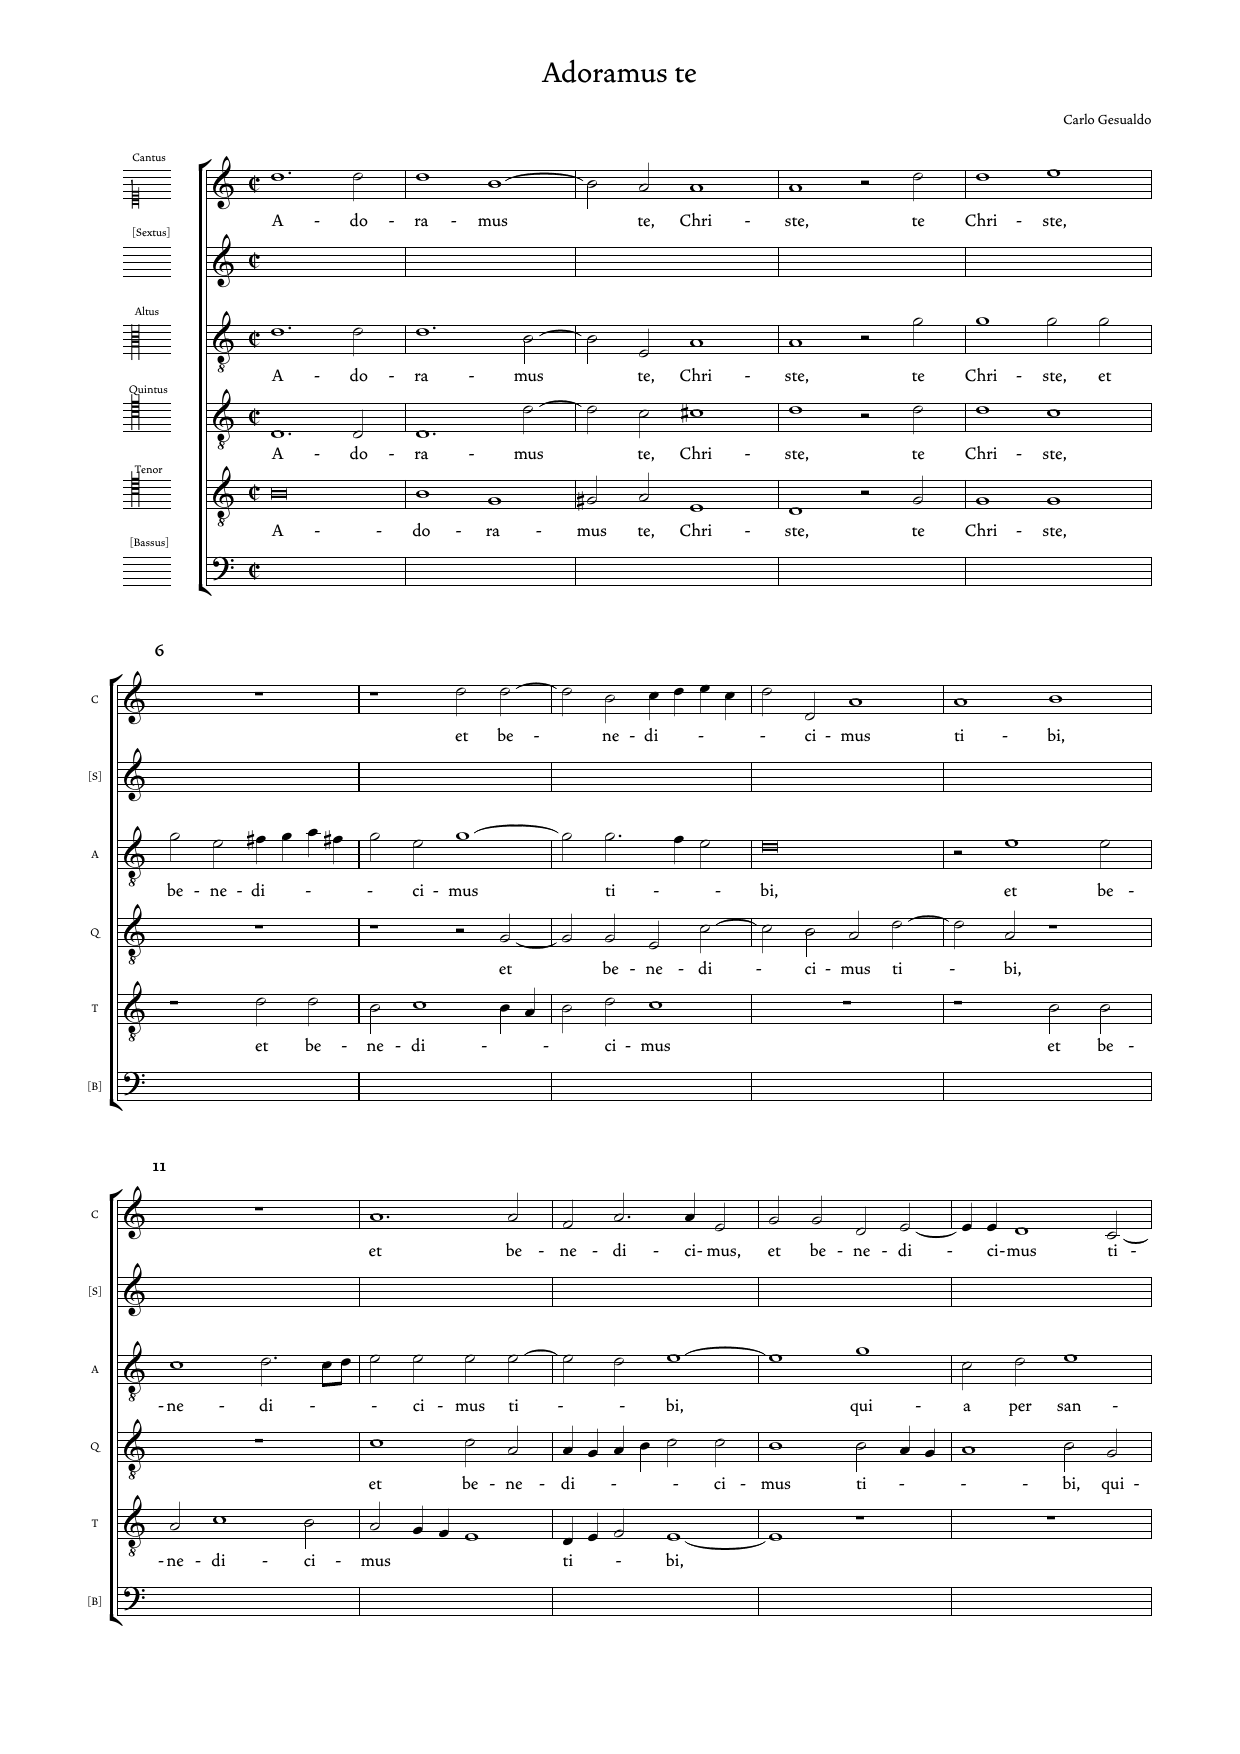 Adoramus te
Carlo Gesualdo
Cantus
A - do - ra - mus te, Chri - ste, te Chri - ste,
[Sextus]
Altus
A - do - ra - mus te, Chri - ste, te Chri - ste, et
Quintus
A - do - ra - mus te, Chri - ste, te Chri - ste,
Tenor
A - - do - ra - mus te, Chri - ste, te Chri - ste,
[Bassus]
6
C
et be - ne - di - - ci - mus ti - bi,
[S]
A
be - ne - di - - ci - mus ti - - bi, et be -
Q
et be - ne - di - ci - mus ti - bi,
T
et be - ne - di - - ci - mus et be -
[B]
11
C
et be - ne - di - ci - mus, et be - ne - di - ci - mus ti -
[S]
A
- ne - di - - ci - mus ti - - bi, qui - a per san -
Q
et be - ne - di - - ci - mus ti - - - bi, qui -
T
- ne - di - ci - mus ti - bi,
[B]